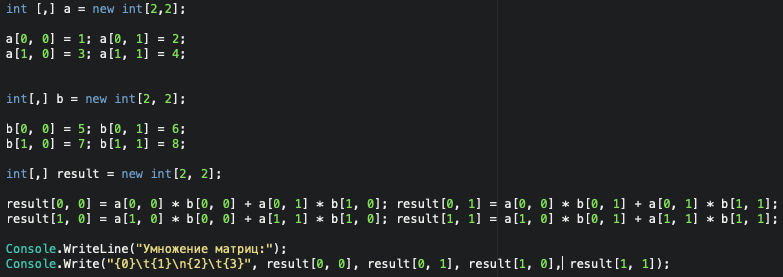 int [,] a = new int[2,2];
a[0, 0] = 1; a[0, 1] = 2;
a[1, 0] = 3; a[1, 1] = 4;
int[,] b = new int[2, 2];
b[0, 0] = 5; b[0, 1] = 6;
b[1, 0] = 7; b[1, 1] = 8;
int[,] result = new int[2, 2];
result[0, 0] = a[0, 0] * b[0, 0] + a[0, 1] * b[1, 0]; result[0, 1] = a[0, 0] * b[0, 1] + a[0, 1] * b[1, 1];
result[1, 0] = a[1, 0] * b[0, 0] + a[1, 1] * b[1, 0]; result[1, 1] = a[1, 0] * b[0, 1] + a[1, 1] * b[1, 1];
Console.WriteLine("Умножение матриц:");
Console.Write("{0}\t{1}\n{2}\t{3}", result[0, 0], result[0, 1], result[1, 0], result[1, 1]);